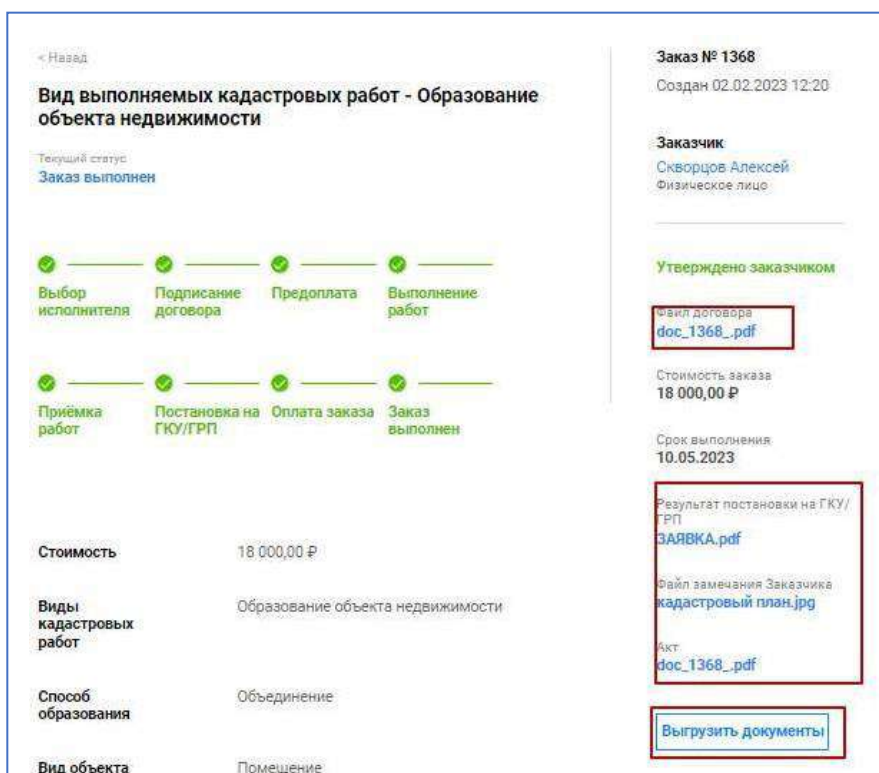 < Назад
Вид выполняемых кадастровых работ - Образование
объекта недвижимости
Текущий статус
Заказ выполнен
Выбор
исполнителя
Подписание
договора
Предоплата
Выполнение
работ
Приёмка
работ
Постановка на
ГКУ/ГРП
Оплата заказа
Заказ
выполнен
Стоимость
18 000,00 ₽
Виды
кадастровых
работ
Образование объекта недвижимости
Способ
образования
Объединение
Вид объекта
Помещение
Заказ № 1368
Создан 02.02.2023 12:20
Заказчик
Скворцов Алексей
Физическое лицо
Утверждено заказчиком
Файл договора
doc_1368_.pdf
Стоимость заказа
18 000,00 ₽
Срок выполнения
10.05.2023
Результат постановки на ГКУ/
ГРП
ЗАЯВКА.pdf
Файл замечания Заказчика
кадастровый план.jpg
Акт
doc_1368_.pdf
Выгрузить документы